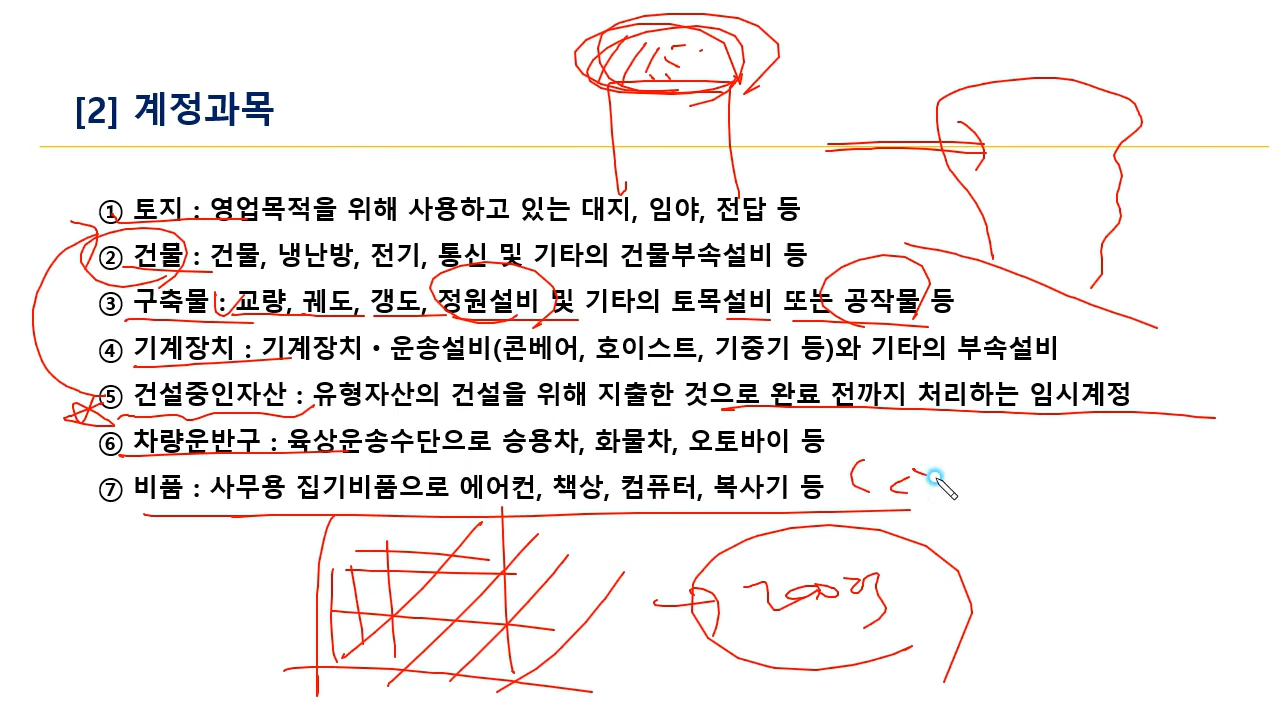 [2] 계정과목
① 토지 : 영업목적을 위해 사용하고 있는 대지, 임야, 전답 등
② 건물 : 건물, 냉난방, 전기, 통신 및 기타의 건물부속설비 등
③ 구축물 : 교량, 궤도, 갱도, 정원설비 및 기타의 토목설비 또는 공작물 등
④ 기계장치 : 기계장치・운송설비(콘베어, 호이스트, 기중기 등)와 기타의 부속설비
⑤ 건설중인자산 : 유형자산의 건설을 위해 지출한 것으로 완료 전까지 처리하는 임시계정
⑥ 차량운반구 : 육상운송수단으로 승용차, 화물차, 오토바이 등
⑦ 비품 : 사무용 집기비품으로 에어컨, 책상, 컴퓨터, 복사기 등